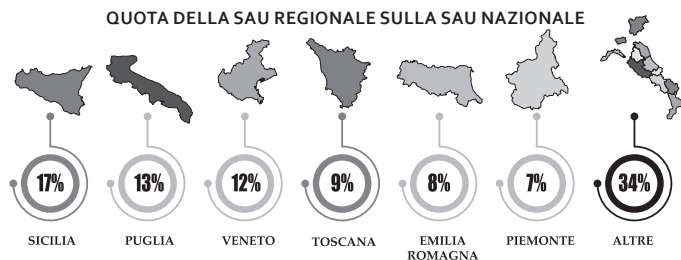 QUOTA DELLA SAU REGIONALE SULLA SAU NAZIONALE
17%
13%
12%
9%
8%
7%
34%
SICILIA
PUGLIA
VENETO
TOSCANA
EMILIA
ROMAGNA
PIEMONTE
ALTRE